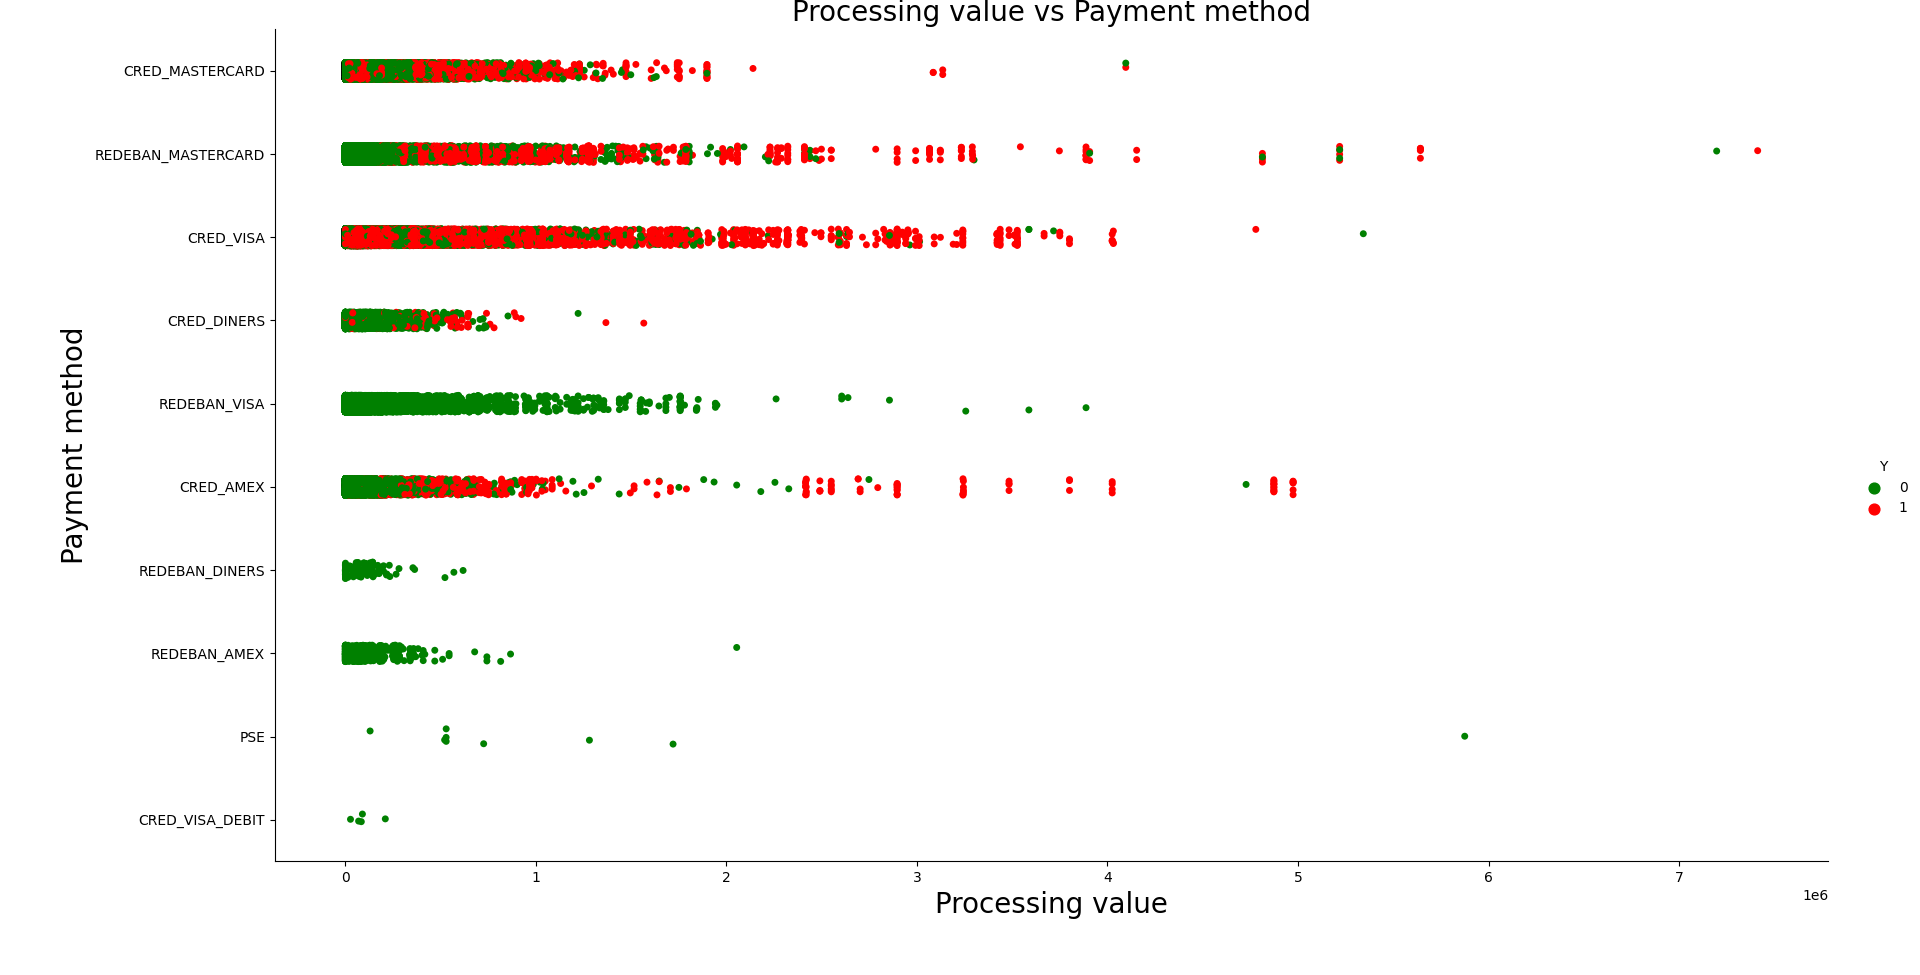 Processing value vs Payment method
CRED_MASTERCARD
REDEBAN_MASTERCARD
CRED_VISA
CRED_DINERS
REDEBAN_VISA
CRED_AMEX
REDEBAN_DINERS
REDEBAN_AMEX
PSE
CRED_VISA_DEBIT
Payment method
0 1 2 3 4 5 6 7
1e6
Processing value
Y
0
1